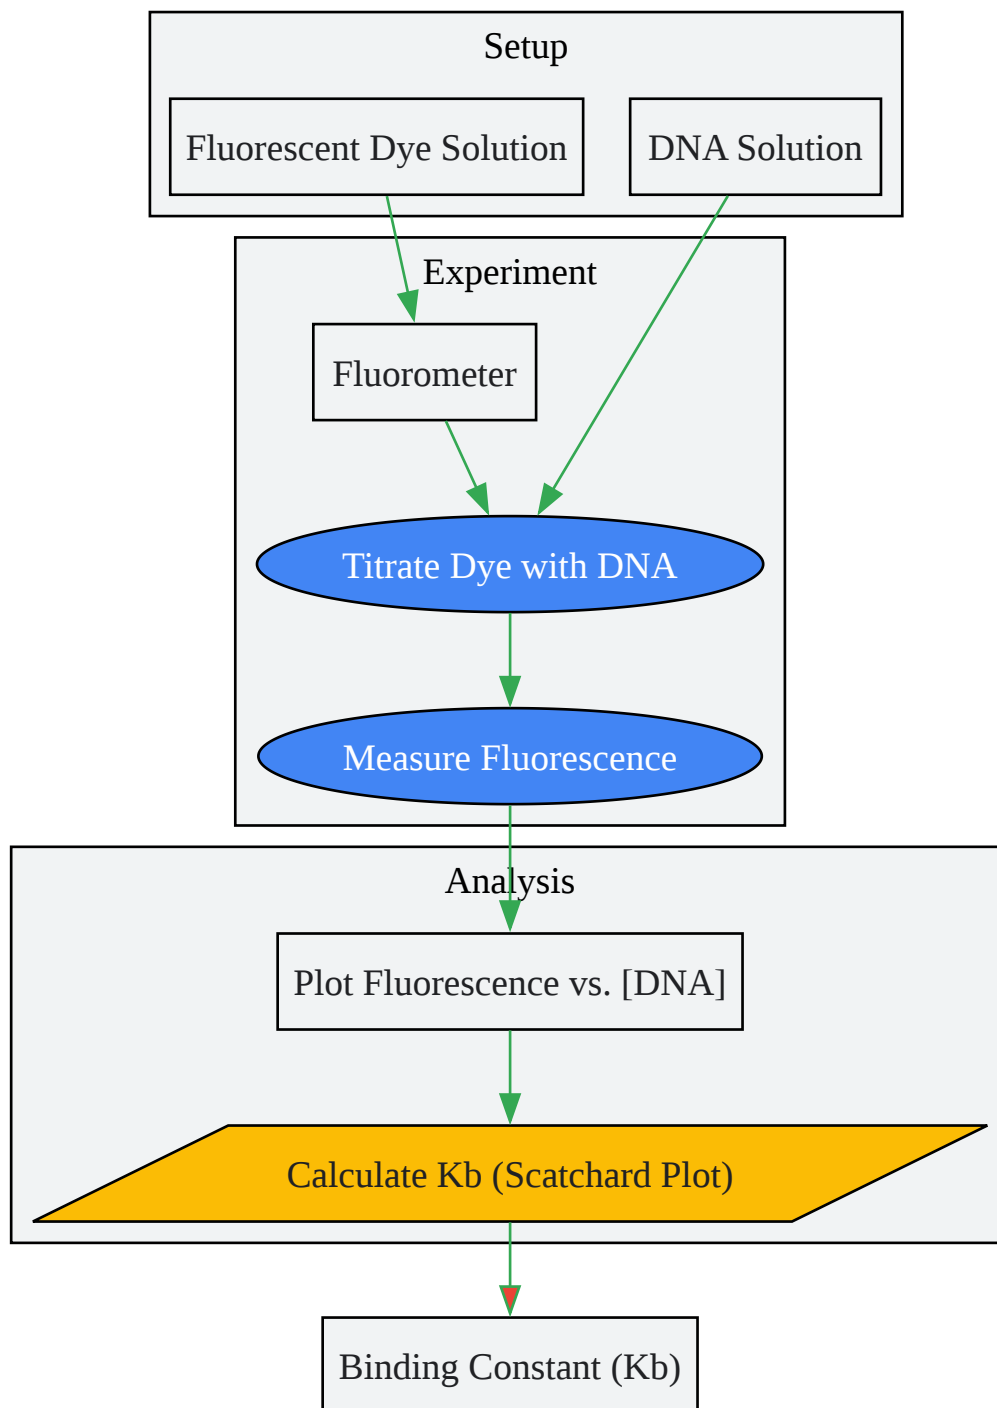 Setup
Fluorescent Dye Solution
DNA Solution
Experiment
Fluorometer
Titrate Dye with DNA
Measure Fluorescence
Analysis
Plot Fluorescence vs. [DNA]
Calculate Kb (Scatchard Plot)
Binding Constant (Kb)